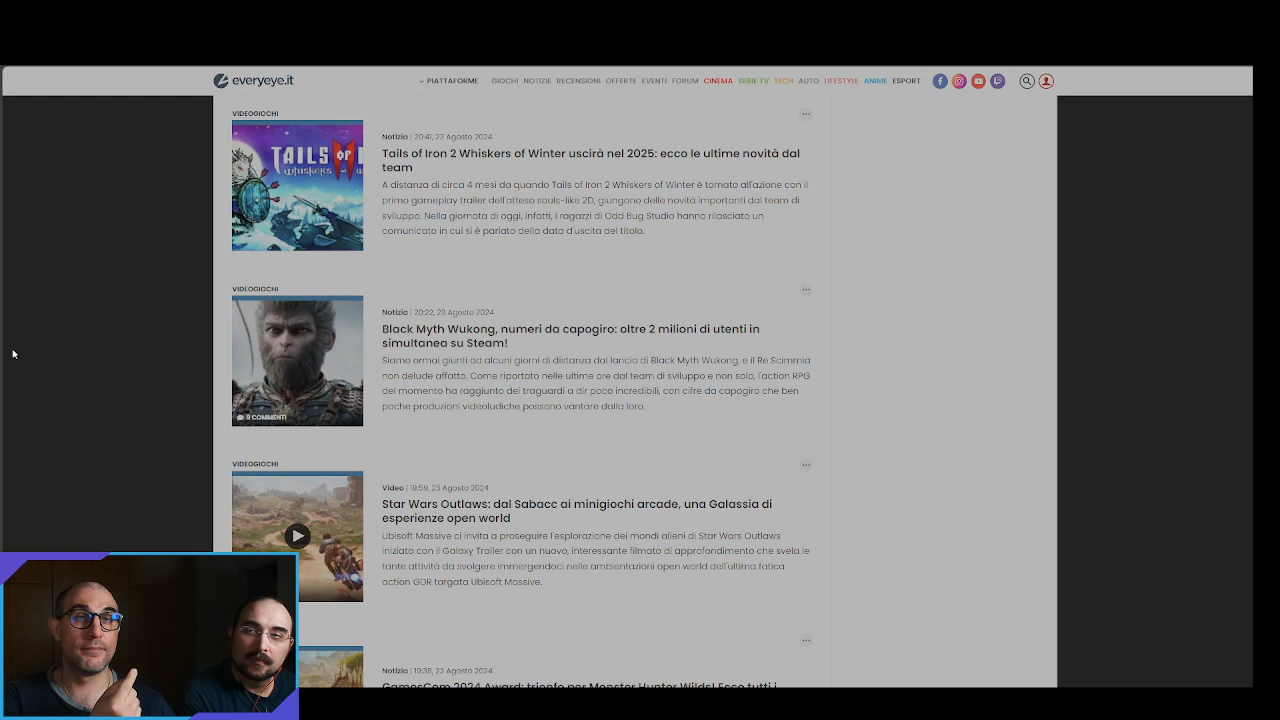 everyeye.it
PIATTAFORME GIOCHI NOTIZIE RECENSIONI OFFERTE EVENTI FORUM CINEMA SERIE TV TECH AUTO LIFESTYLE ANIME ESPORT
VIDEOGIOCHI
TAILS OF
whiskers
Notizia | 20:41, 23 Agosto 2024
Tails of Iron 2 Whiskers of Winter uscirà nel 2025: ecco le ultime novità dal
team
A distanza di circa 4 mesi da quando Tails of Iron 2 Whiskers of Winter è tornato all'azione con il
primo gameplay trailer dell'atteso souls-like 2D, giungono delle novità importanti dal team di
sviluppo. Nella giornata di oggi, infatti, i ragazzi di Odd Bug Studio hanno rilasciato un
comunicato in cui si è parlato della data d'uscita del titolo.
VIDEOGIOCHI
9 COMMENTI
Notizia | 20:22, 23 Agosto 2024
Black Myth Wukong, numeri da capogiro: oltre 2 milioni di utenti in
simultanea su Steam!
Siamo ormai giunti ad alcuni giorni di distanza dal lancio di Black Myth Wukong, e il Re Scimmia
non delude affatto. Come riportato nelle ultime ore dal team di sviluppo e non solo, l'action RPG
del momento ha raggiunto dei traguardi a dir poco incredibili, con cifre da capogiro che ben
poche produzioni videoludiche possono vantare dalla loro.
VIDEOGIOCHI
Video | 19:59, 23 Agosto 2024
Star Wars Outlaws: dal Sabacc ai minigiochi arcade, una Galassia di
esperienze open world
Ubisoft Massive ci invita a proseguire l'esplorazione dei mondi alieni di Star Wars Outlaws
iniziata con il Galaxy Trailer con un nuovo, interessante filmato di approfondimento che svela le
tante attività da svolgere immergendoci nelle ambientazioni open world dell'ultima fatica
action GDR targata Ubisoft Massive.
Notizia | 19:38, 23 Agosto 2024
GamesCom 2024 Award: trionfo per Monster Hunter Wilds! Ecco tutti i